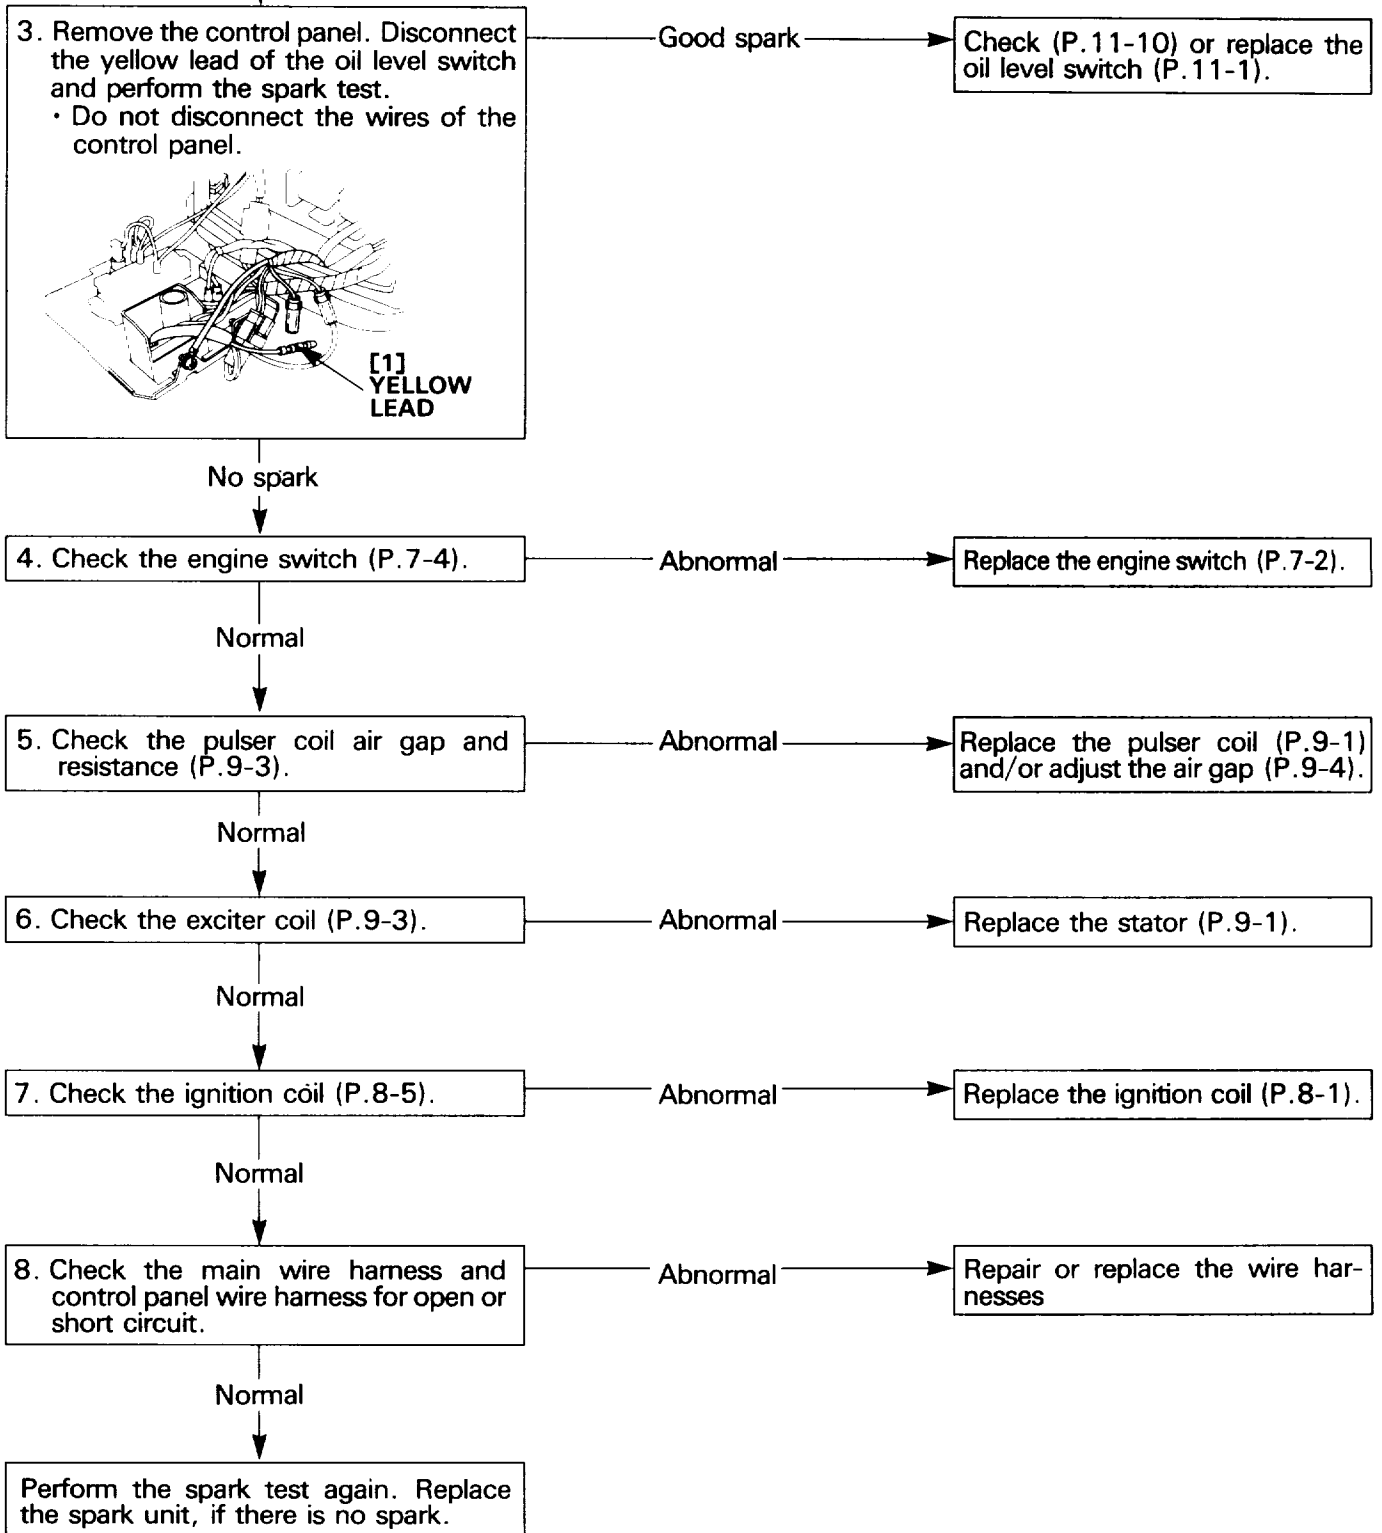 3. Remove the control panel. Disconnect
the yellow lead of the oil level switch
and perform the spark test.
· Do not disconnect the wires of the
control panel.
[1]
YELLOW
LEAD
Good spark
Check (P.11-10) or replace the
oil level switch (P.11-1).
No spark
4. Check the engine switch (P.7-4).
Abnormal
Replace the engine switch (P.7-2).
Normal
5. Check the pulser coil air gap and
resistance (P.9-3).
Abnormal
Replace the pulser coil (P.9-1)
and/or adjust the air gap (P.9-4).
Normal
6. Check the exciter coil (P.9-3).
Abnormal
Replace the stator (P.9-1).
Normal
7. Check the ignition coil (P.8-5).
Abnormal
Replace the ignition coil (P.8-1).
Normal
8. Check the main wire harness and
control panel wire harness for open or
short circuit.
Abnormal
Repair or replace the wire har-
nesses
Normal
Perform the spark test again. Replace
the spark unit, if there is no spark.